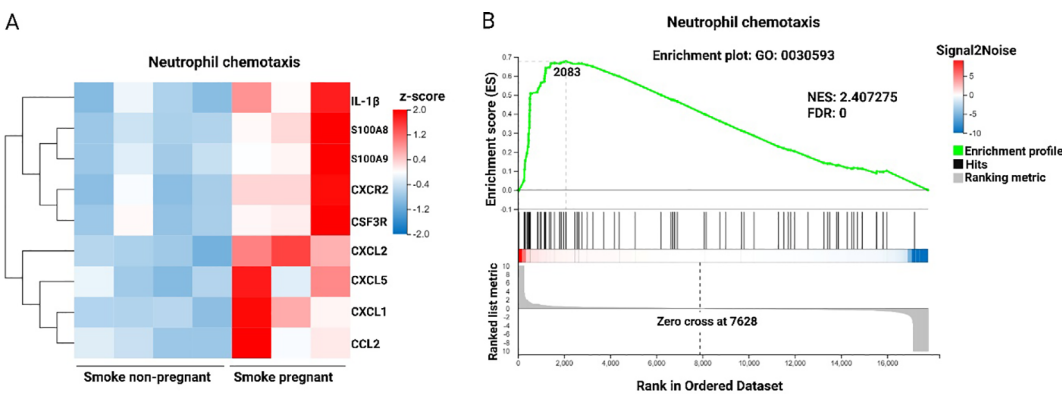 A
Neutrophil chemotaxis
IL-1β
S100A8
S100A9
CXCR2
CSF3R
CXCL2
CXCL5
CXCL1
CCL2
z-score
2.0
1.2
0.4
-0.4
-1.2
-2.0
Smoke non-pregnant
Smoke pregnant
B
Neutrophil chemotaxis
Enrichment plot: GO: 0030593
2083
NES: 2.407275
FDR: 0
Enrichment score (ES)
0.7
0.6
0.5
0.4
0.3
0.2
0.1
0.0
-0.1
Signal2Noise
5
0
-5
-10
Enrichment profile
Hits
Ranking metric
Ranked list metric
10
8
6
4
2
0
-2
-4
-6
8
10
Zero cross at 7628
0
2,000
4,000
6,000
8,000
10,000
12,000
14,000
16,000
Rank in Ordered Dataset